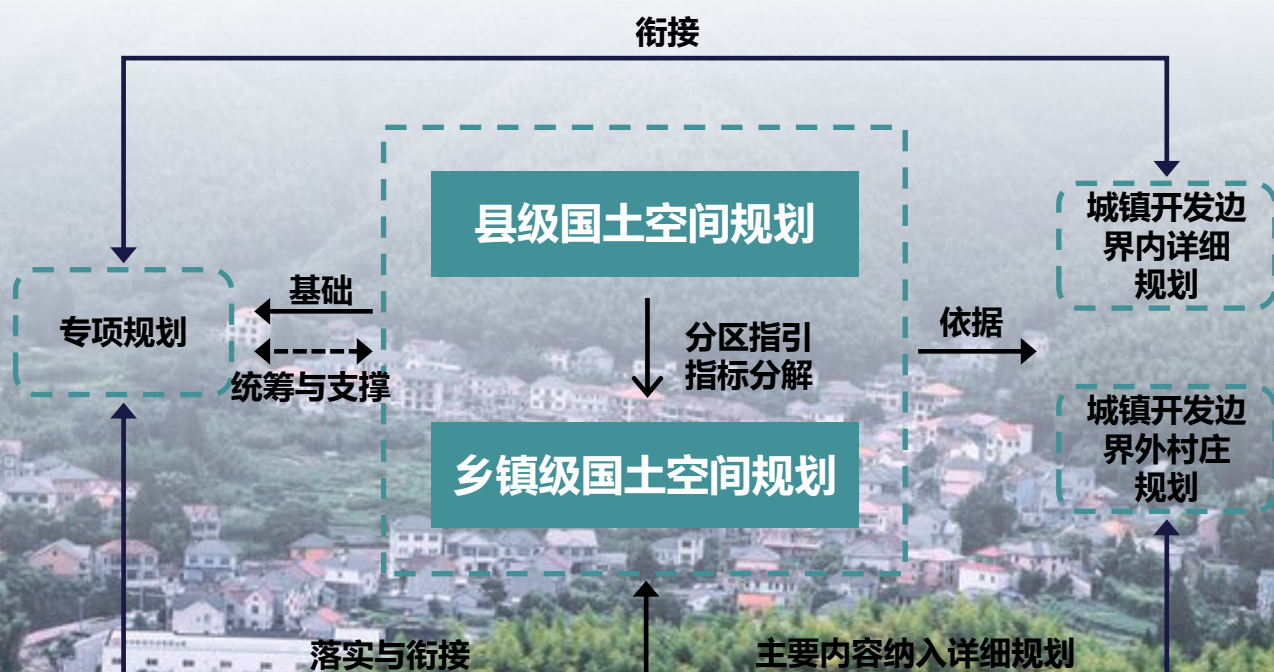 衔接
县级国土空间规划
城镇开发边
界内详细
规划
基础
专项规划
统筹与支撑
分区指引
指标分解
依据
乡镇级国土空间规划
城镇开发边
界外村庄
规划
落实与衔接
主要内容纳入详细规划